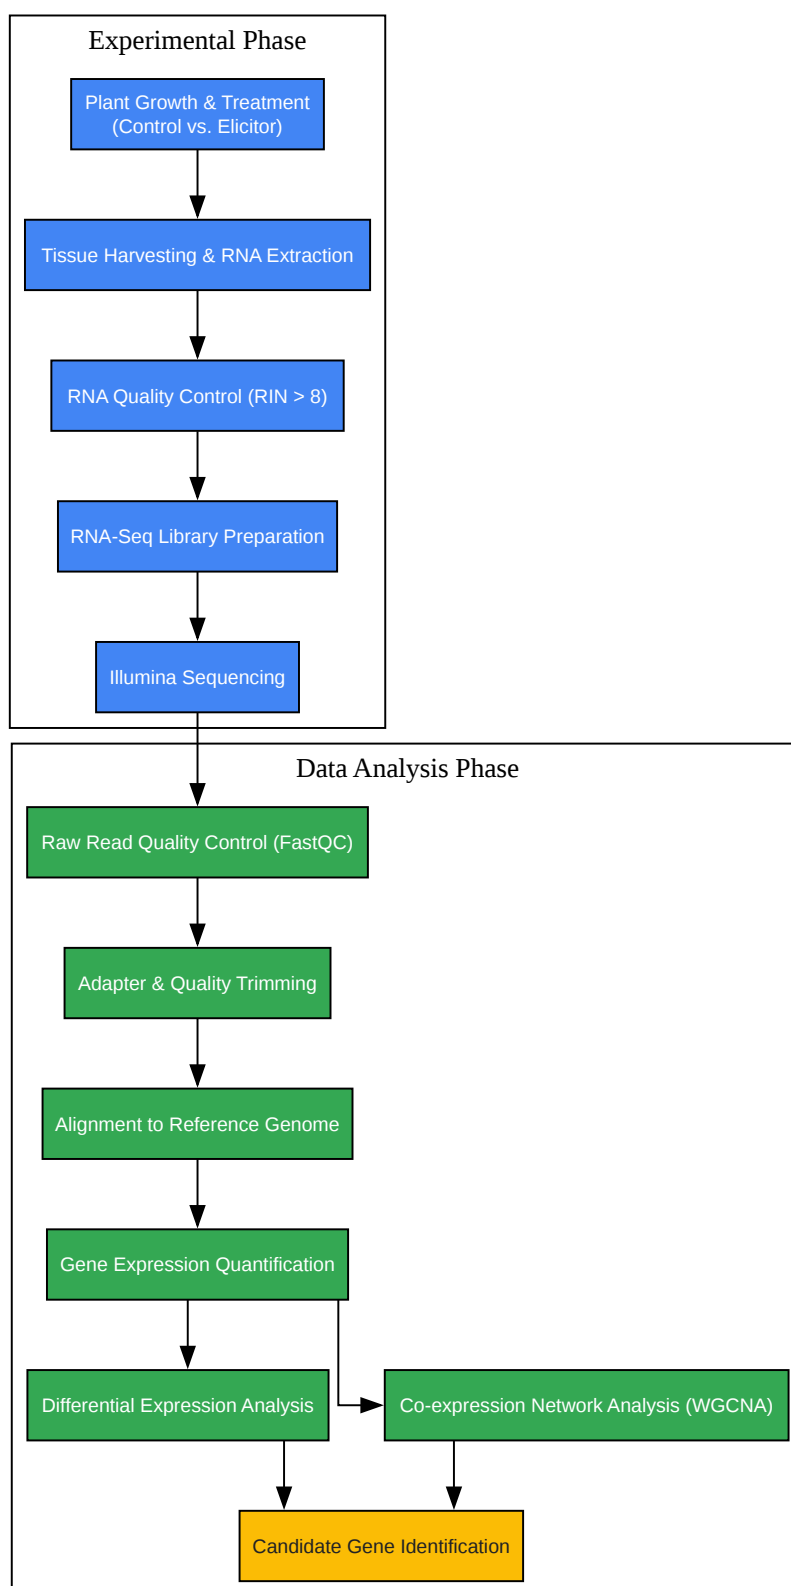 Experimental Phase
Plant Growth & Treatment
(Control vs. Elicitor)
Tissue Harvesting & RNA Extraction
RNA Quality Control (RIN > 8)
RNA-Seq Library Preparation
Illumina Sequencing
Data Analysis Phase
Raw Read Quality Control (FastQC)
Adapter & Quality Trimming
Alignment to Reference Genome
Gene Expression Quantification
Differential Expression Analysis
Co-expression Network Analysis (WGCNA)
Candidate Gene Identification